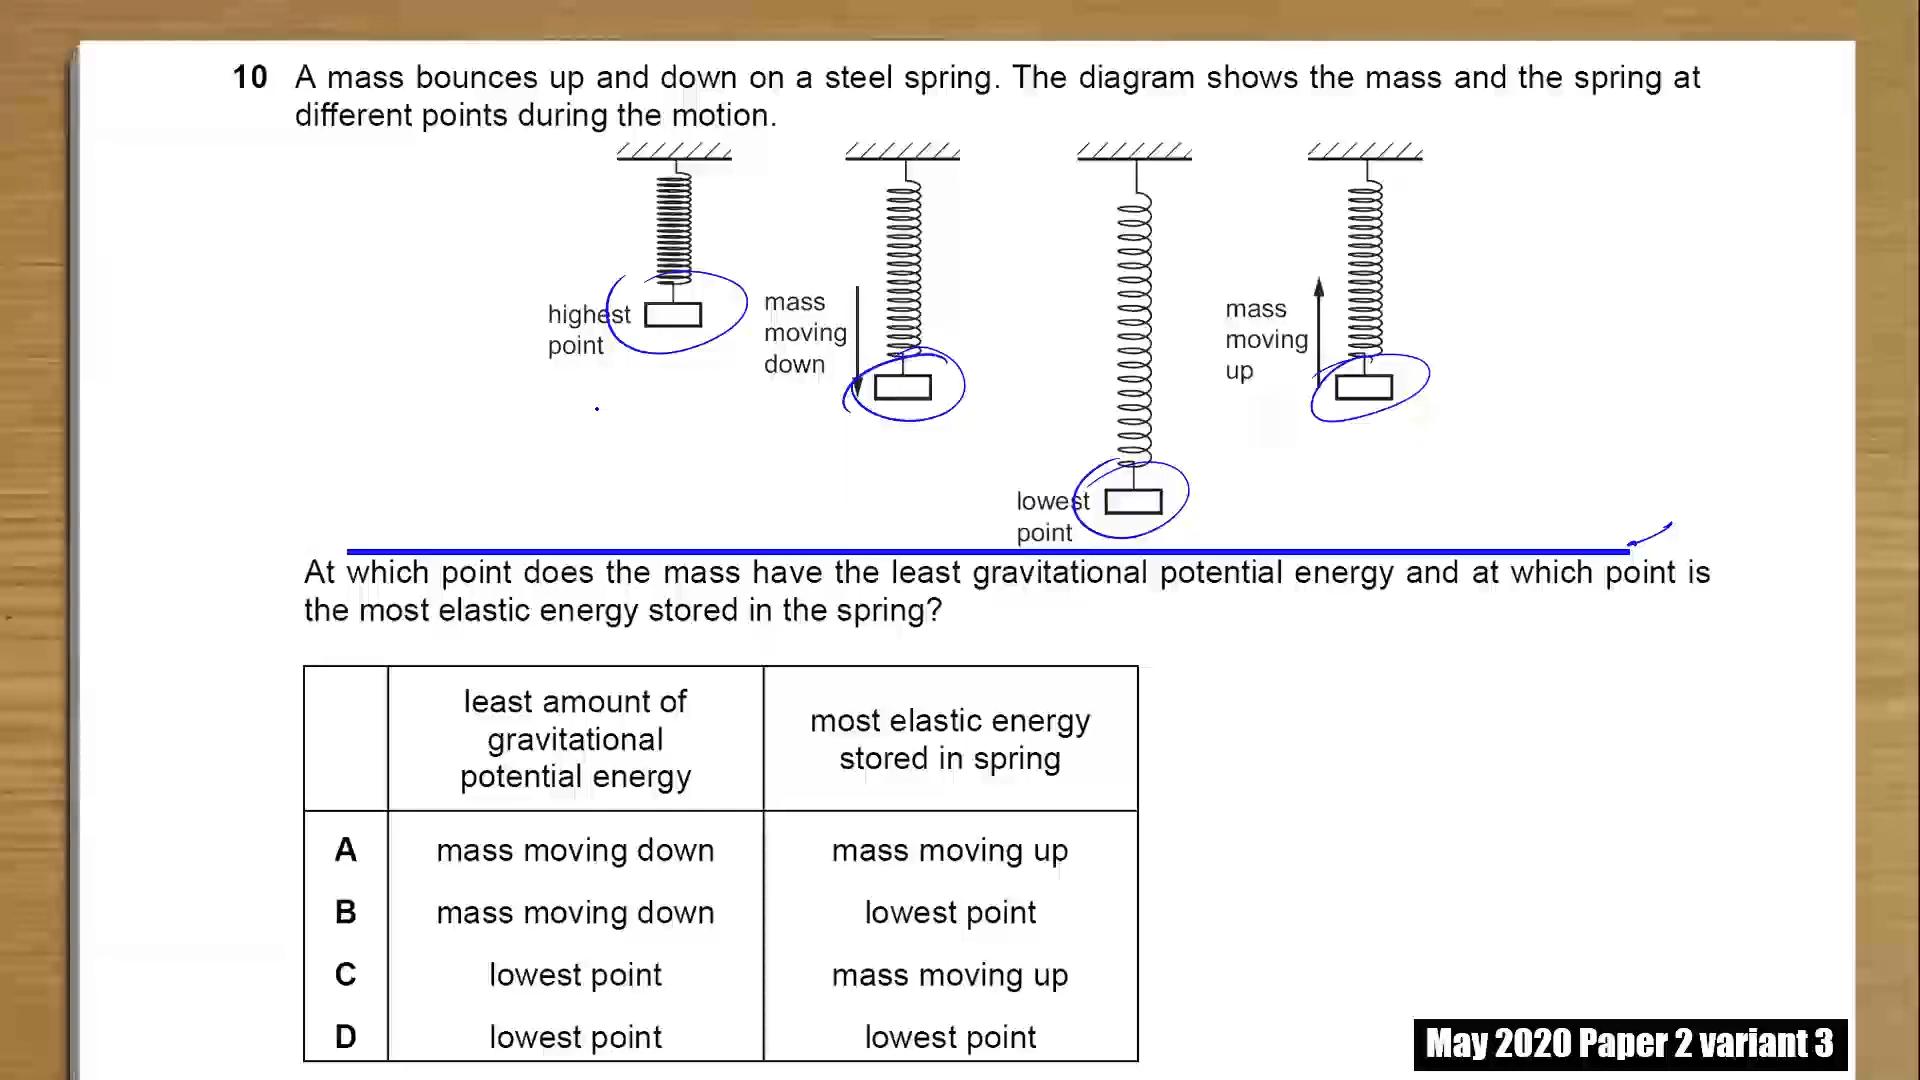 10 A mass bounces up and down on a steel spring. The diagram shows the mass and the spring at
different points during the motion.
highest
point
mass
moving
down
lowest
point
mass
moving
up
At which point does the mass have the least gravitational potential energy and at which point is
the most elastic energy stored in the spring?
least amount of
gravitational
potential energy
most elastic energy
stored in spring
A mass moving down mass moving up
B mass moving down lowest point
C lowest point mass moving up
D lowest point lowest point
May 2020 Paper 2 variant 3